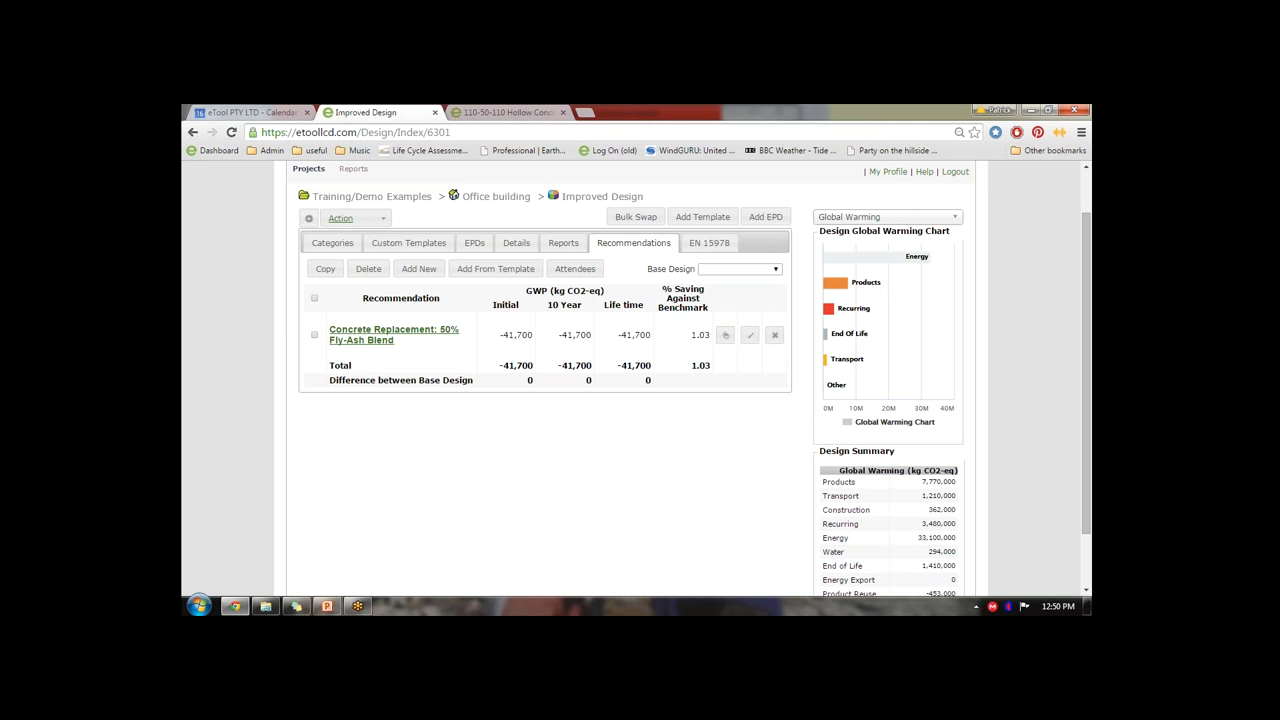 eTool PTY LTD - Calenda
Improved Design
110-50-110 Hollow Conc
Patrick
https://etoollcd.com/Design/Index/6301
Dashboard
Admin
useful
Music
Life Cycle Assessme...
Professional | Earth...
Log On (old)
WindGURU: United ...
BBC Weather - Tide ...
Party on the hillside ...
Other bookmarks
Projects Reports
| My Profile | Help | Logout
Training/Demo Examples > Office building > Improved Design
Action
Bulk Swap
Add Template
Add EPD
Categories
Custom Templates
EPDs
Details
Reports
Recommendations
EN 15978
Copy
Delete
Add New
Add From Template
Attendees
Base Design
Recommendation
GWP (kg CO2-eq)
Initial 10 Year Life time
% Saving
Against
Benchmark
Concrete Replacement: 50%
Fly-Ash Blend
-41,700 -41,700 -41,700 1.03
Total -41,700 -41,700 -41,700 1.03
Difference between Base Design 0 0 0
Global Warming
Design Global Warming Chart
Energy
Products
Recurring
End Of Life
Transport
Other
0M 10M 20M 30M 40M
Global Warming Chart
Design Summary
Global Warming (kg CO2-eq)
Products 7,770,000
Transport 1,210,000
Construction 362,000
Recurring 3,480,000
Energy 33,100,000
Water 294,000
End of Life 1,410,000
Energy Export 0
Product Reuse -453,000
12:50 PM